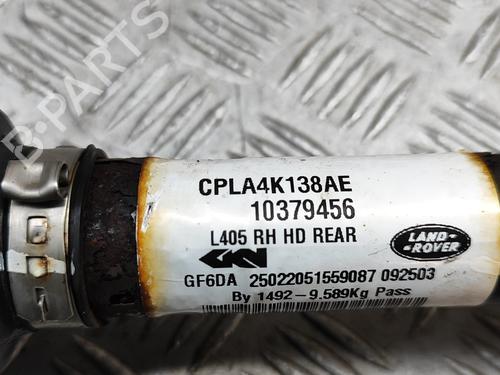 CPLA4K138AE
10379456
L405 RH HD REAR
GKN
LAND-
ROVER
GF6DA 25022051559087 092503
By 1492-9.589Kg Pass
B-PARTS